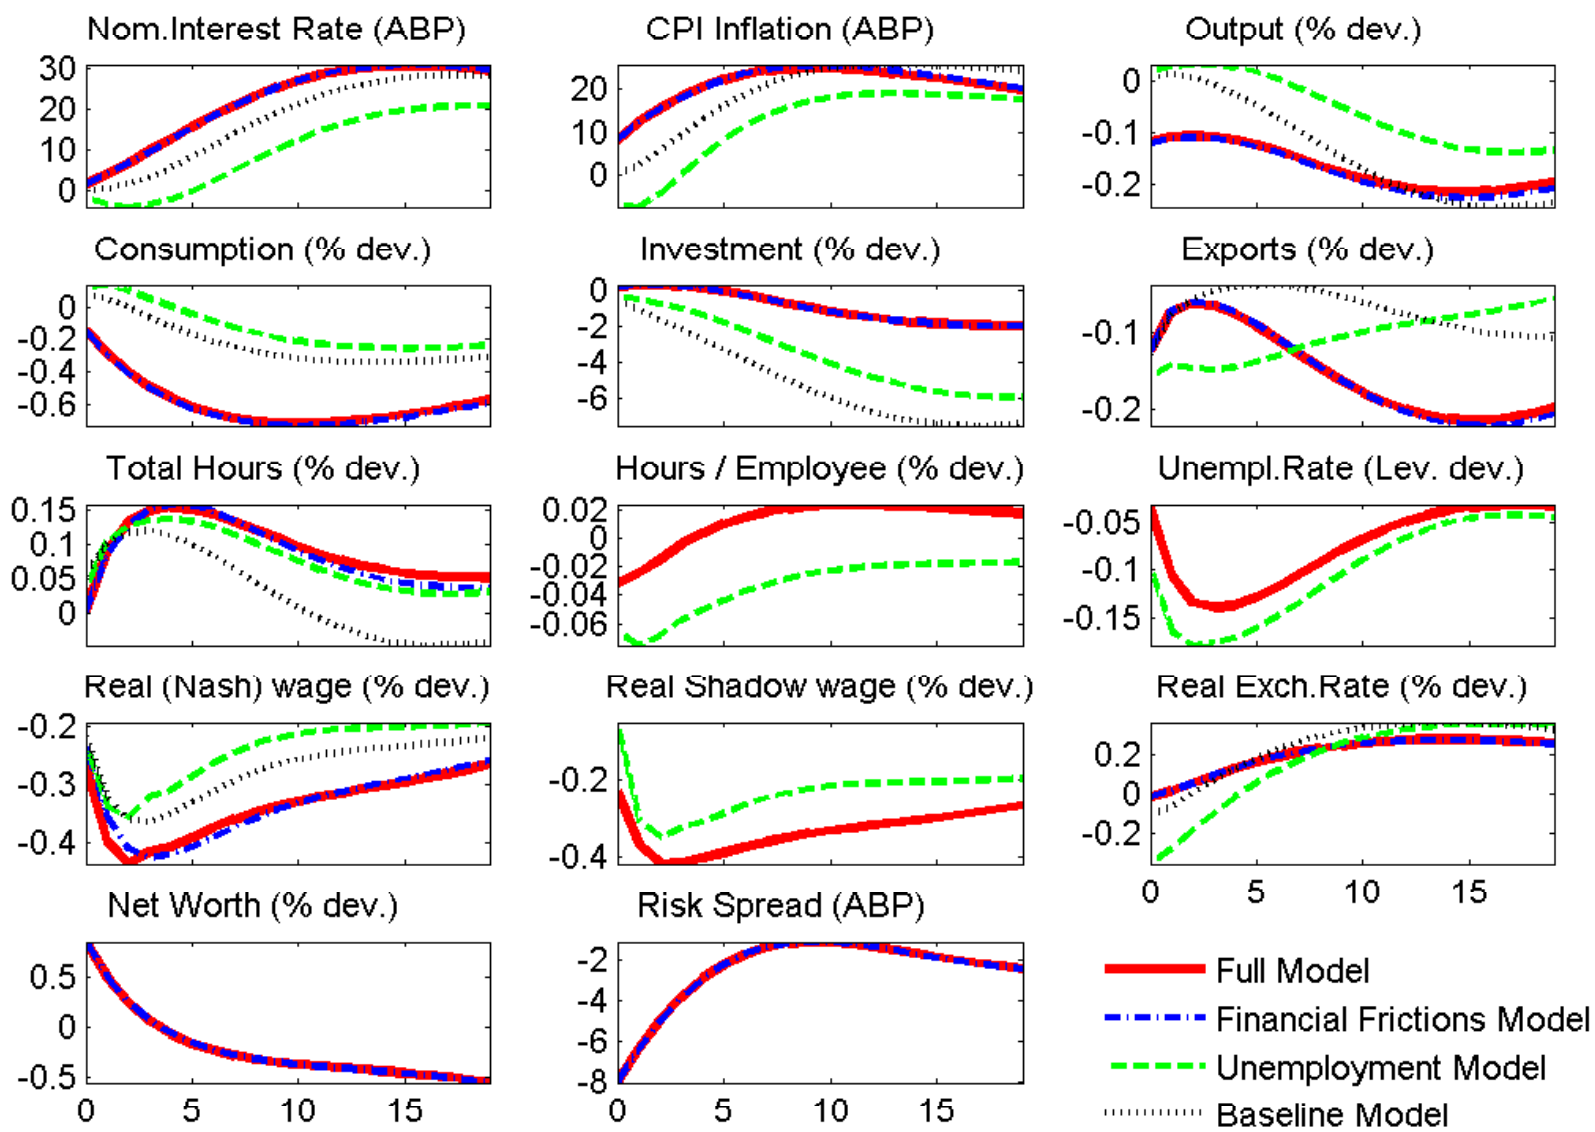 Nom.Interest Rate (ABP)
30
20
10
0
CPI Inflation (ABP)
20
10
0
Output (% dev.)
0
-0.1
-0.2
Consumption (% dev.)
0
-0.2
-0.4
-0.6
Investment (% dev.)
0
-2
-4
-6
Exports (% dev.)
-0.1
-0.2
Total Hours (% dev.)
0.15
0.1
0.05
0
Hours / Employee (% dev.)
0.02
0
-0.02
-0.04
-0.06
Unempl.Rate (Lev. dev.)
-0.05
-0.1
-0.15
Real (Nash) wage (% dev.)
-0.2
-0.3
-0.4
Real Shadow wage (% dev.)
-0.2
-0.4
Real Exch.Rate (% dev.)
0.2
0
-0.2
0 5 10 15
Net Worth (% dev.)
0.5
0
-0.5
0 5 10 15
Risk Spread (ABP)
-2
-4
-6
-8
0 5 10 15
Full Model
Financial Frictions Model
Unemployment Model
Baseline Model